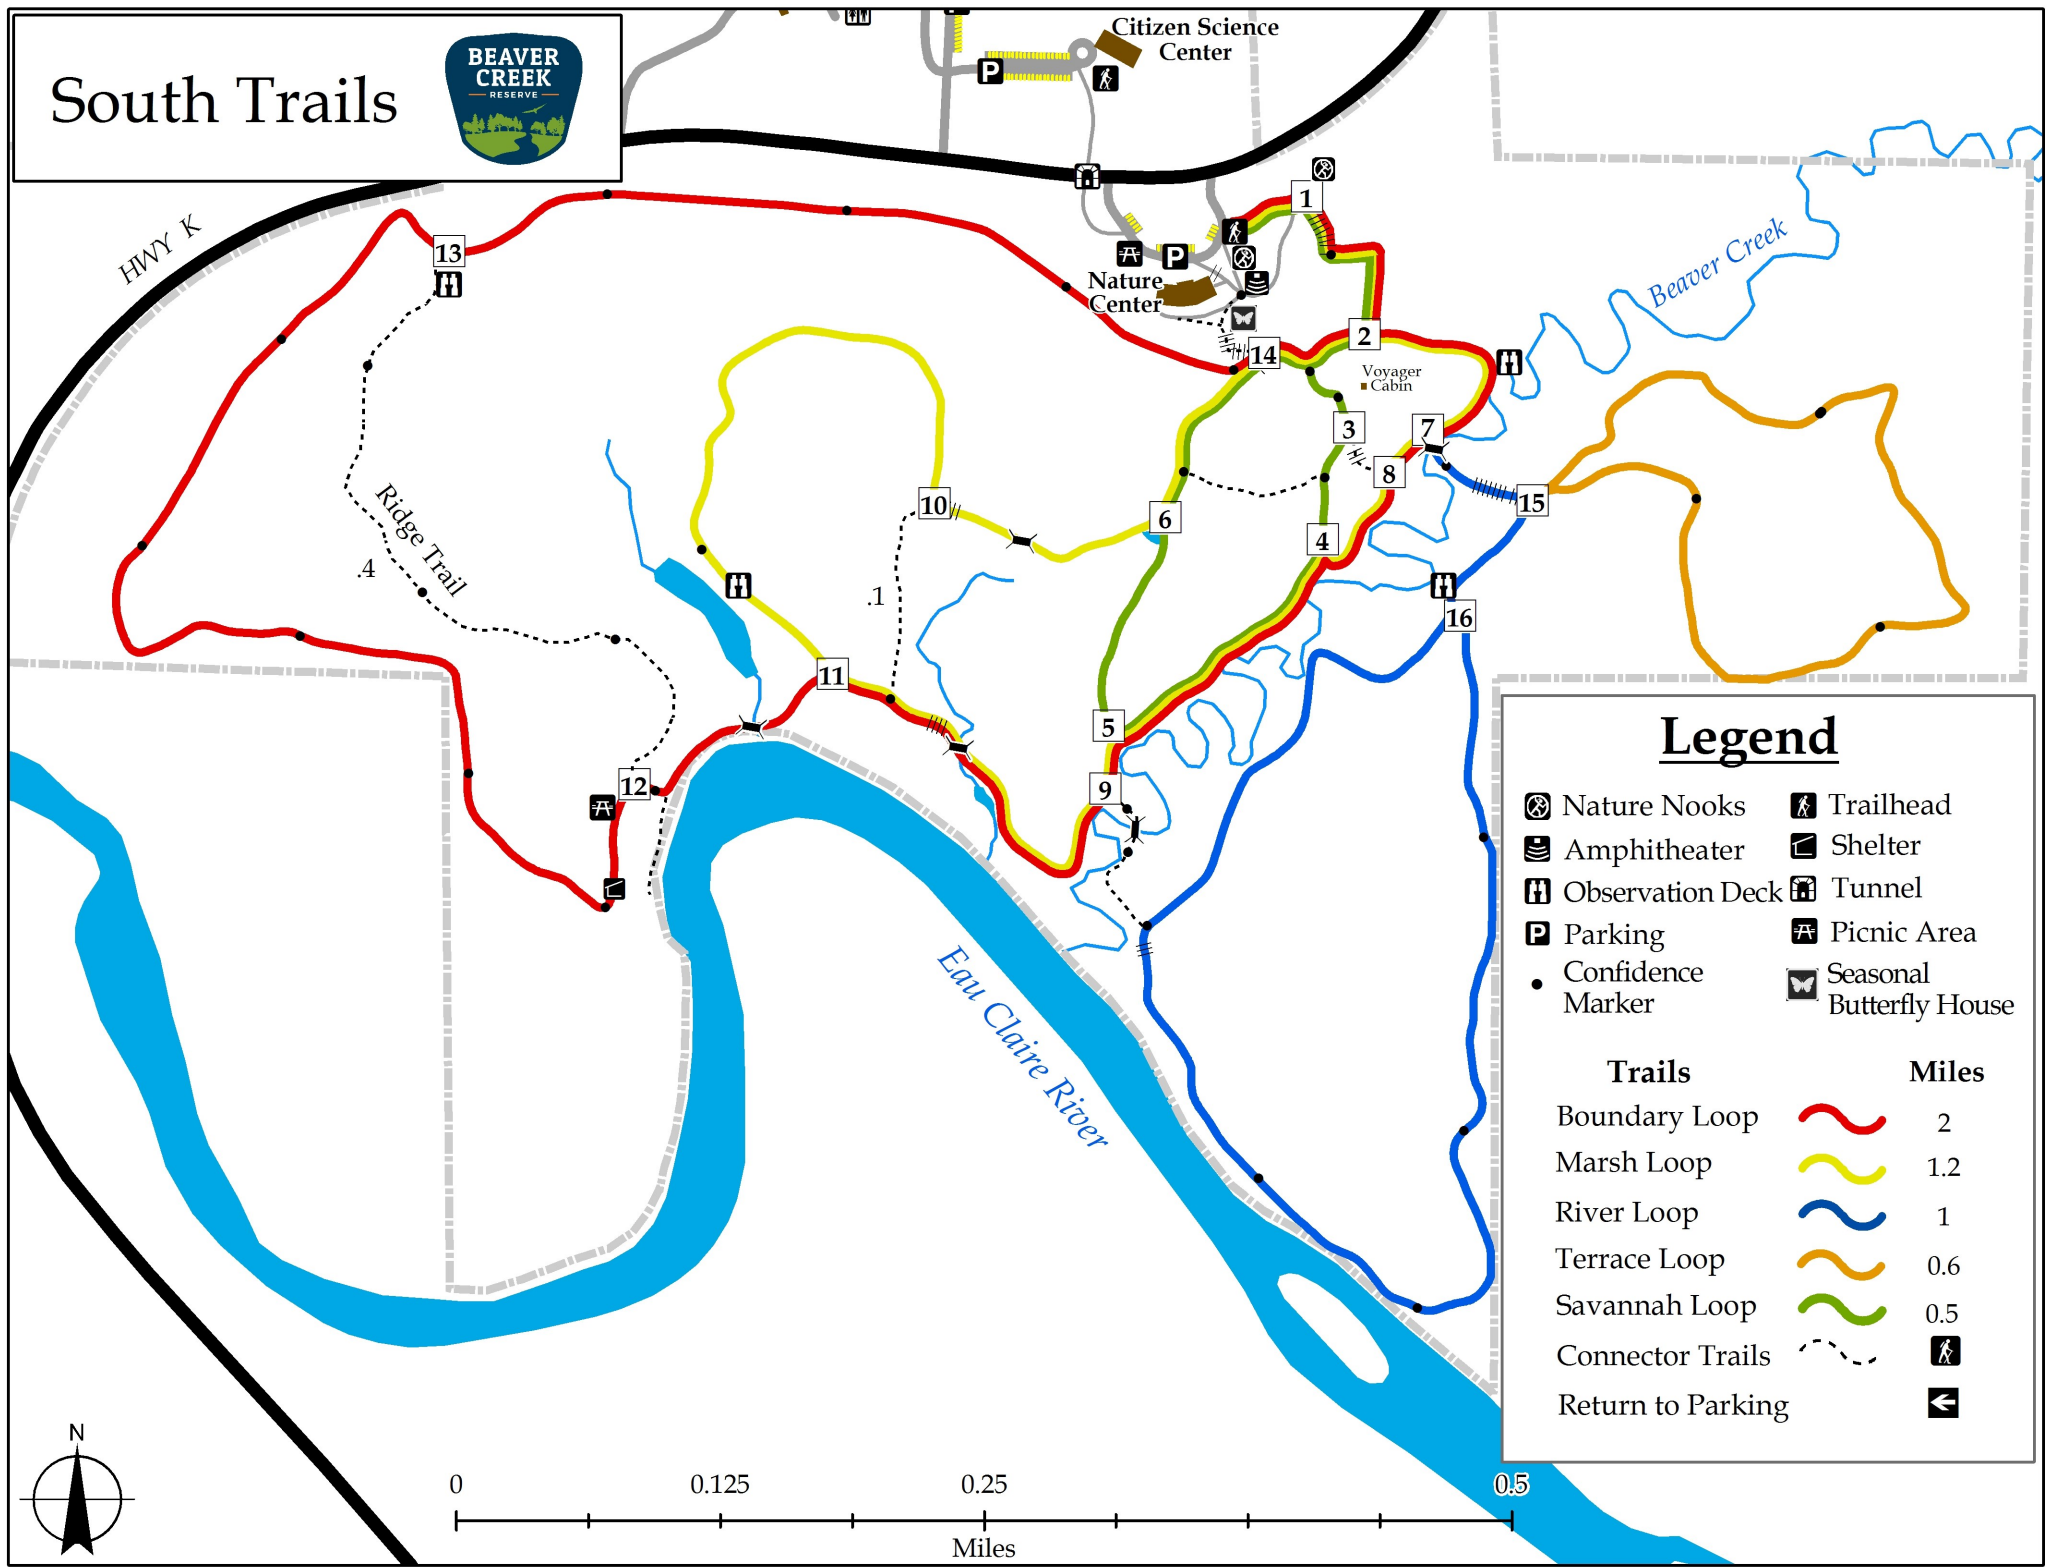 South Trails
BEAVER
CREEK
RESERVE
Citizen Science
Center
P
HWY K
13
1
P
Nature
Center
Beaver Creek
2
14
Voyager
Cabin
3
7
8
15
10
6
4
Ridge Trail
.4
.1
16
11
5
12
9
Eau Claire River
Legend
Nature Nooks
Trailhead
Amphitheater
Shelter
Observation Deck
Tunnel
P Parking
Picnic Area
Confidence
Marker
Seasonal
Butterfly House
Trails Miles
Boundary Loop 2
Marsh Loop 1.2
River Loop 1
Terrace Loop 0.6
Savannah Loop 0.5
Connector Trails
Return to Parking
N
0 0.125 0.25 0.5
Miles